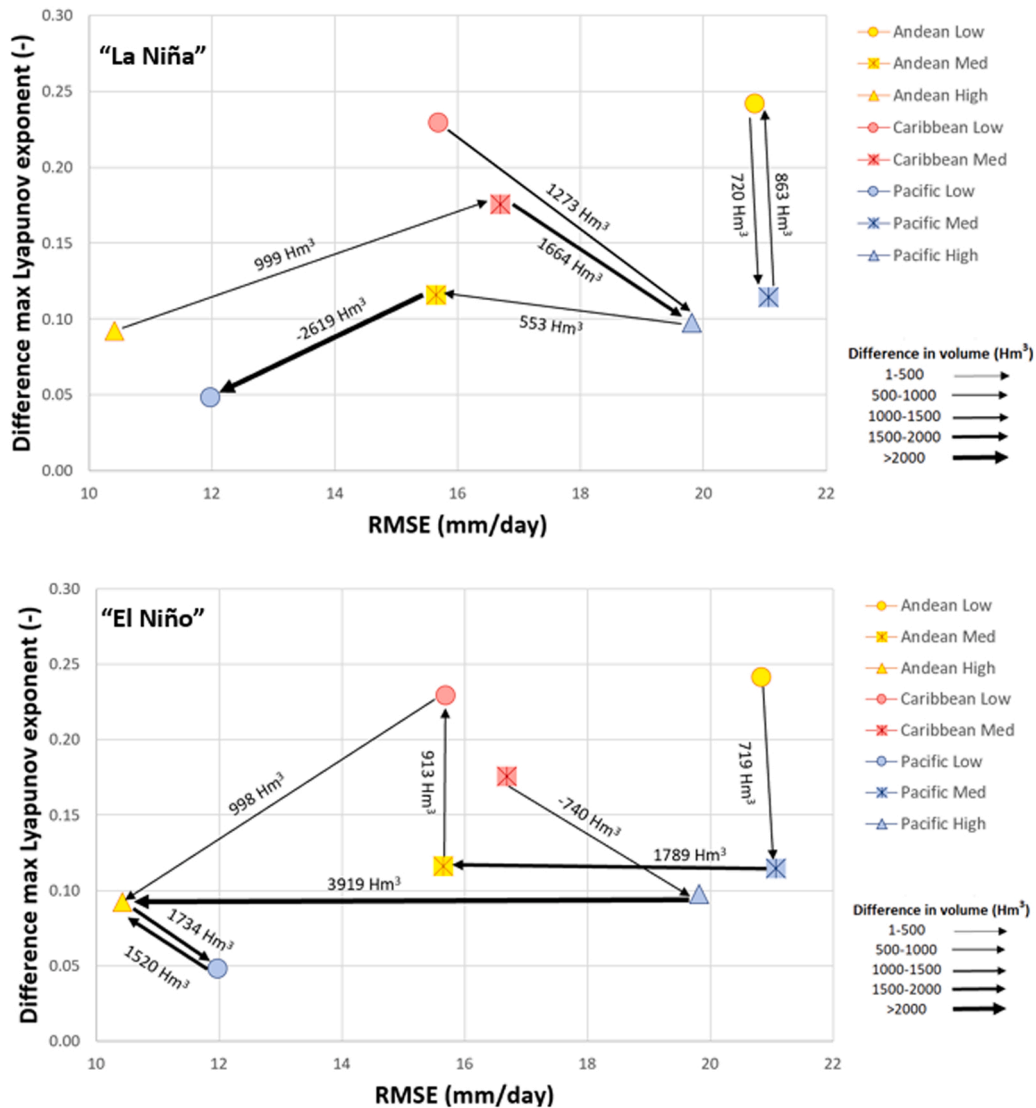 "La Niña"
Difference max Lyapunov exponent (-)
0.30
0.25
0.20
0.15
0.10
0.05
0.00
10 12 14 16 18 20 22
RMSE (mm/day)
999 Hm³
-2619 Hm³
1273 Hm³
1664 Hm³
553 Hm³
720 Hm³
863 Hm³
Andean Low
Andean Med
Andean High
Caribbean Low
Caribbean Med
Pacific Low
Pacific Med
Pacific High
Difference in volume (Hm³)
1-500
500-1000
1000-1500
1500-2000
>2000
"El Niño"
Difference max Lyapunov exponent (-)
0.30
0.25
0.20
0.15
0.10
0.05
0.00
10 12 14 16 18 20 22
RMSE (mm/day)
998 Hm³
913 Hm³
-740 Hm³
719 Hm³
1789 Hm³
3919 Hm³
1734 Hm³
1520 Hm³
Andean Low
Andean Med
Andean High
Caribbean Low
Caribbean Med
Pacific Low
Pacific Med
Pacific High
Difference in volume (Hm³)
1-500
500-1000
1000-1500
1500-2000
>2000